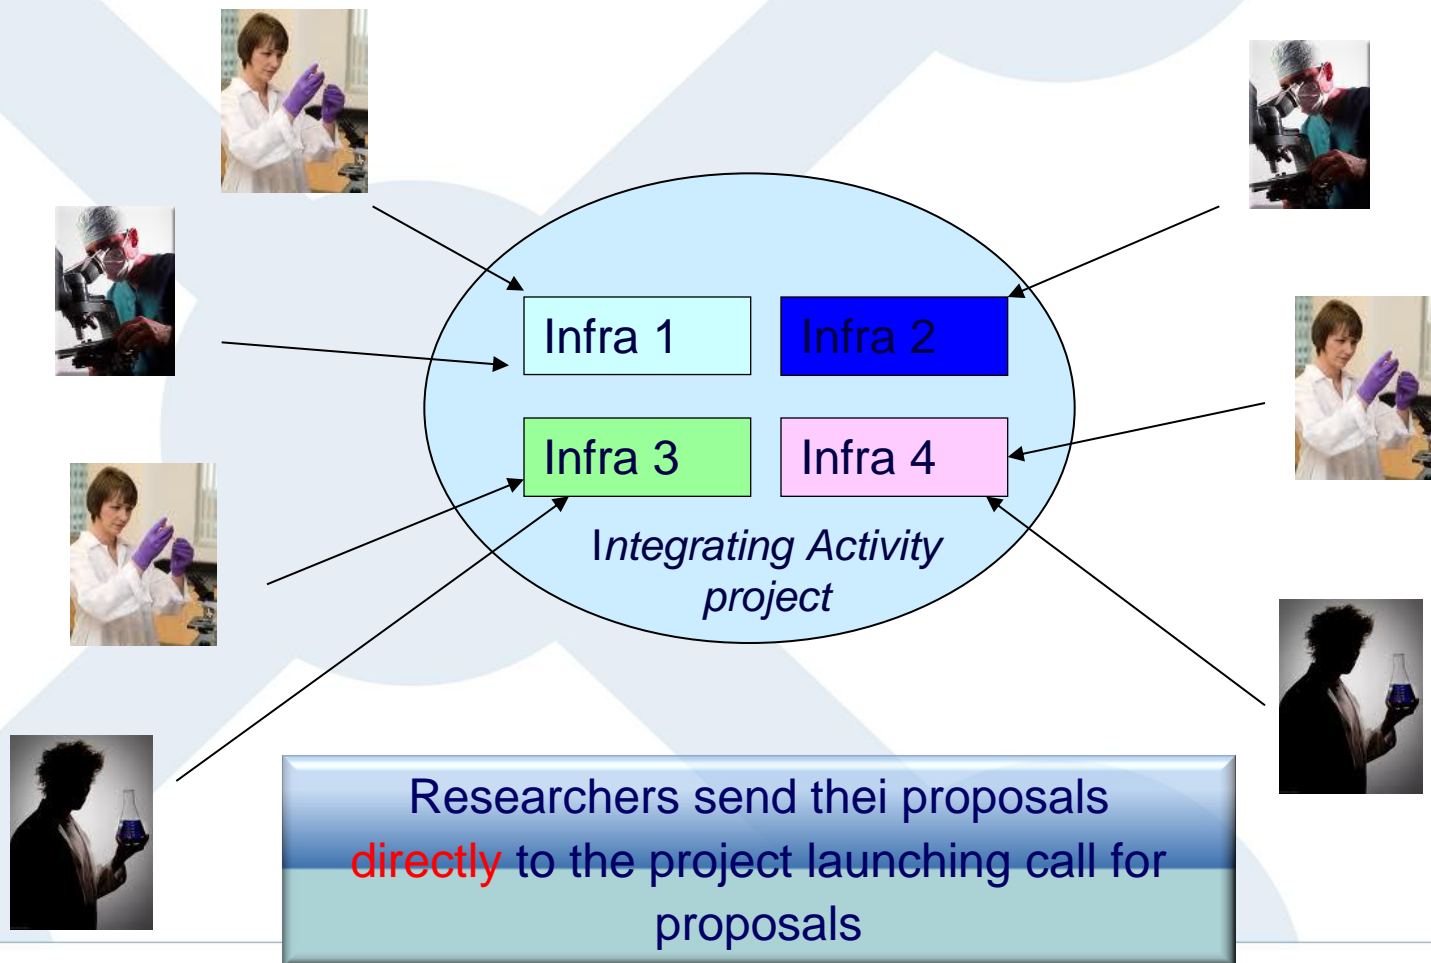 Infra 1
Infra 2
Infra 3
Infra 4
Integrating Activity
project
Researchers send thei proposals
directly to the project launching call for
proposals